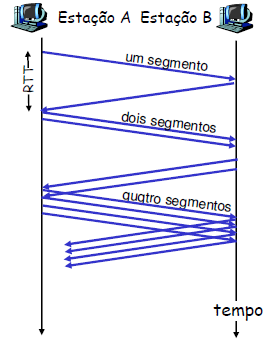 Estação A Estação B
um segmento
RTT
dois segmentos
quatro segmentos
tempo